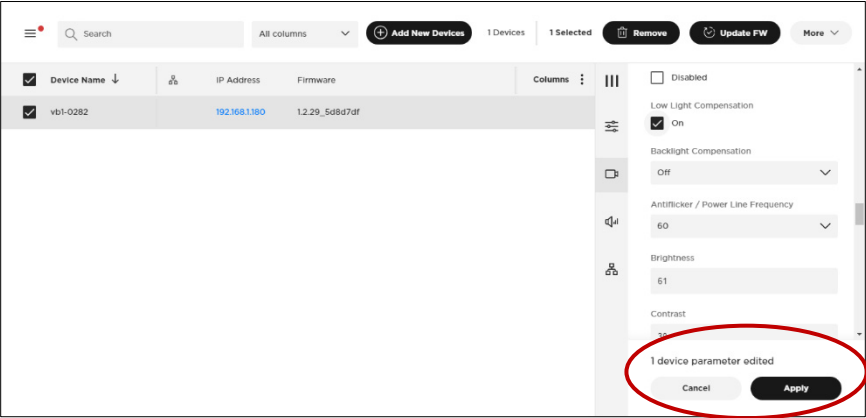 Search
All columns
Add New Devices
1 Devices
1 Selected
Remove
Update FW
More
Device Name
IP Address
Firmware
Columns
vb1-0282
192.168.1.180
1.2.29_5d8d7df
Disabled
Low Light Compensation
On
Backlight Compensation
Off
Antiflicker / Power Line Frequency
60
Brightness
61
Contrast
1 device parameter edited
Cancel
Apply